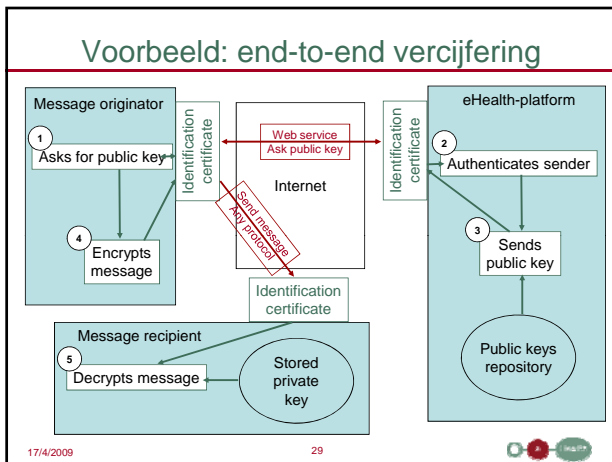 Voorbeeld: end-to-end vercijfering
Message originator
1
Asks for public key
4
Encrypts
message
Identification
certificate
Web service
Ask public key
Internet
Send message
Any protocol
Identification
certificate
eHealth-platform
2
Authenticates sender
3
Sends
public key
Public keys
repository
Identification
certificate
Message recipient
5
Decrypts message
Stored
private
key
17/4/2009
29